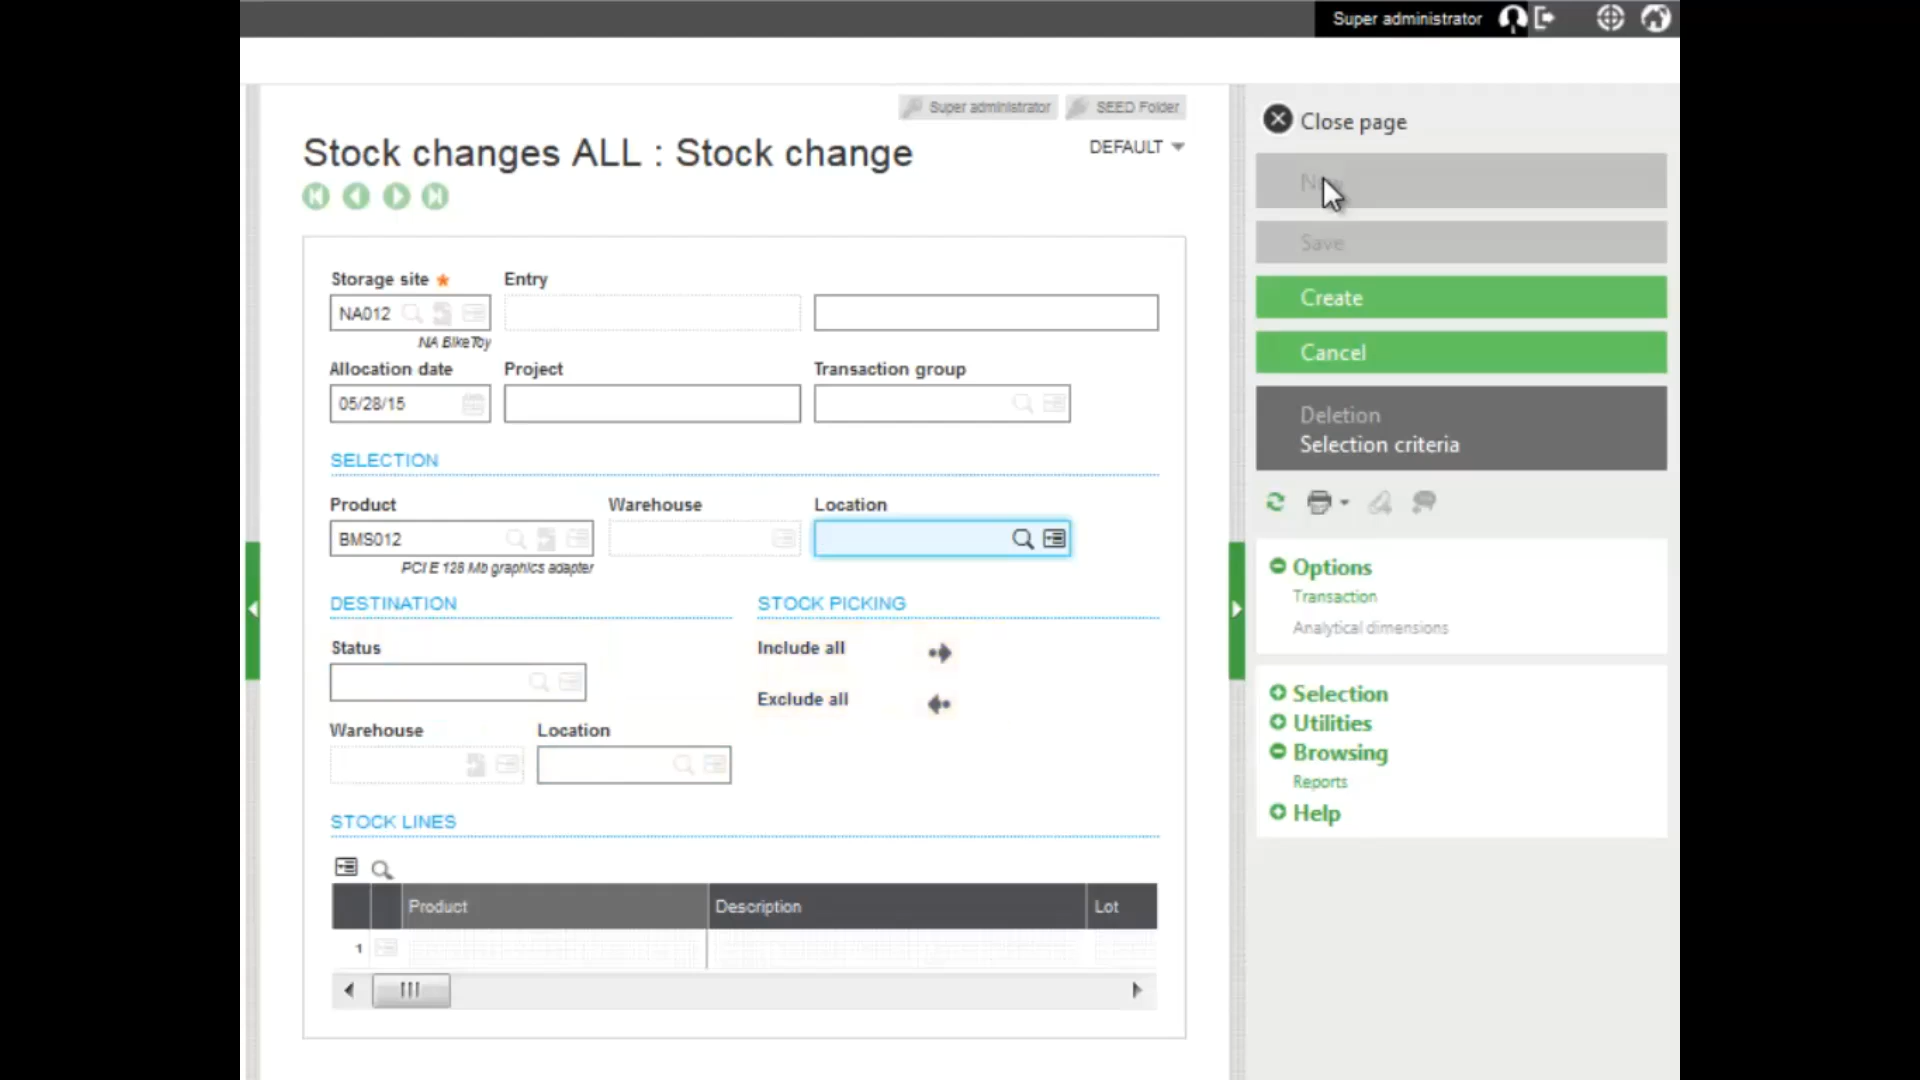 Super administrator
Super administrator
SEED Folder
Stock changes ALL : Stock change
DEFAULT
Storage site *
Entry
NA012
NA BikeToy
Allocation date
Project
Transaction group
05/28/15
SELECTION
Product
Warehouse
Location
BMS012
PCI E 128 Mb graphics adapter
DESTINATION
STOCK PICKING
Status
Include all
Exclude all
Warehouse
Location
STOCK LINES
Product
Description
Lot
1
Close page
Save
Create
Cancel
Deletion
Selection criteria
Options
Transaction
Analytical dimensions
Selection
Utilities
Browsing
Reports
Help